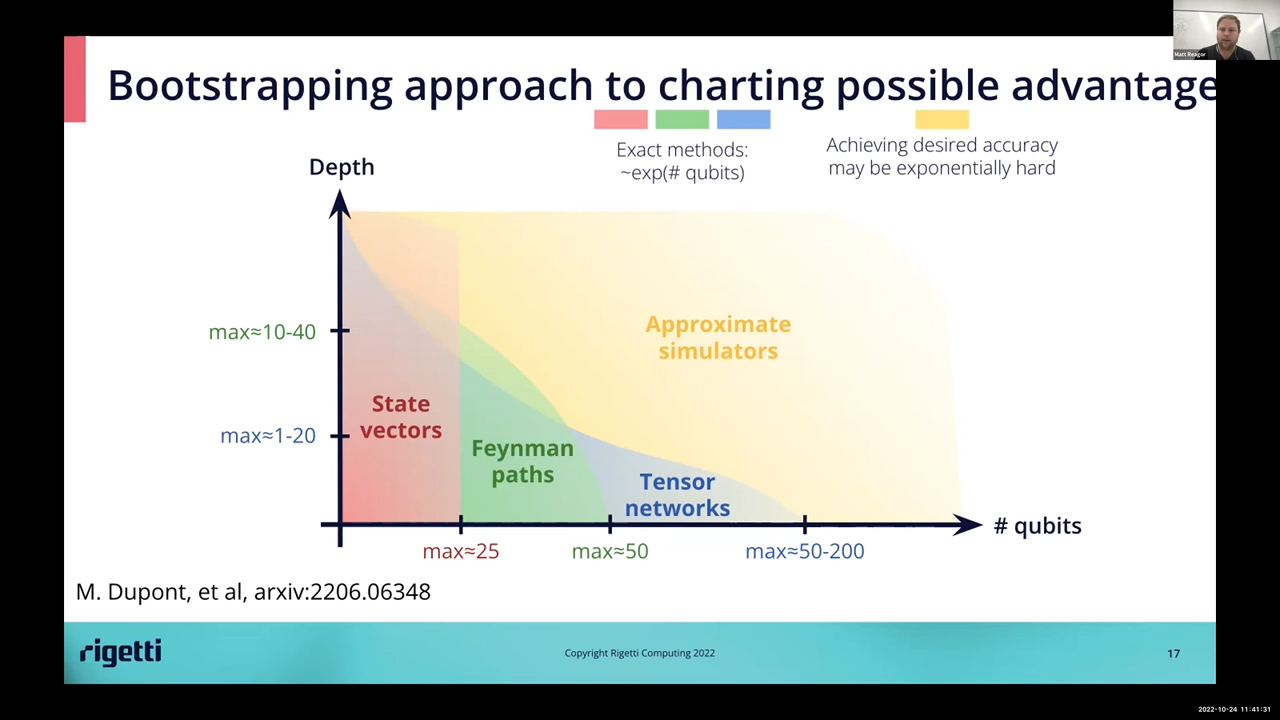 Matt Reagor
Bootstrapping approach to charting possible advantage
Exact methods:
~exp(# qubits)
Achieving desired accuracy
may be exponentially hard
Depth
max≈10-40
max≈1-20
Approximate
simulators
State
vectors
Feynman
paths
Tensor
networks
# qubits
max≈25
max≈50
max≈50-200
M. Dupont, et al, arxiv:2206.06348
rigetti
Copyright Rigetti Computing 2022
17
2022-10-24 11:41:31